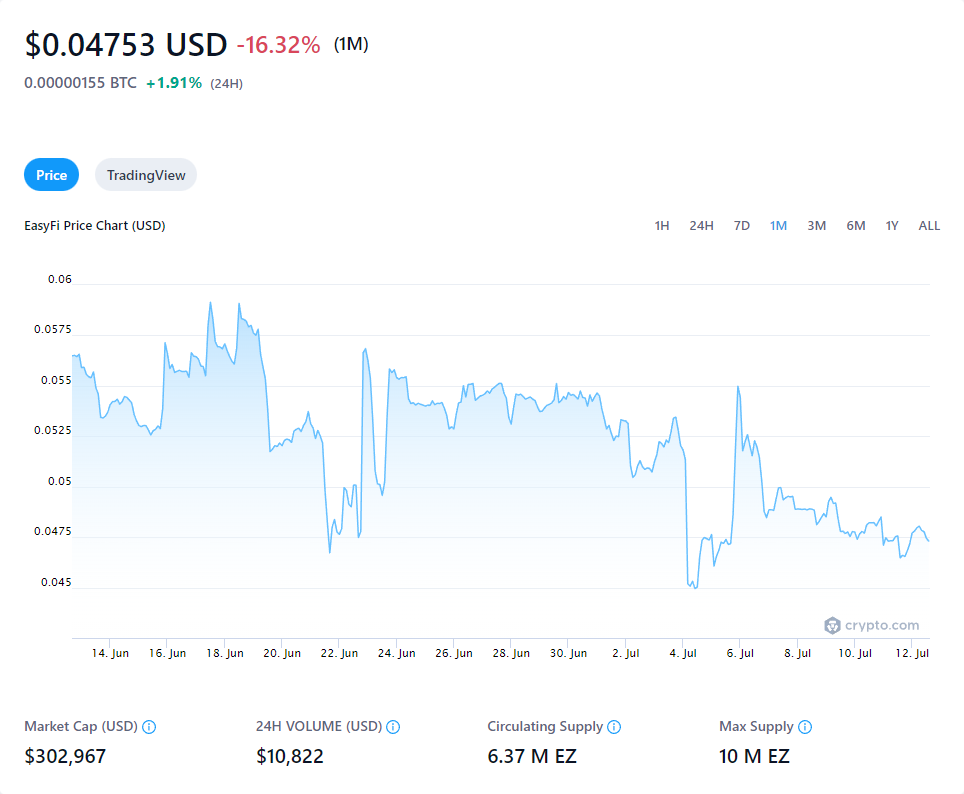 $0.04753 USD -16.32% (1M)
0.00000155 BTC +1.91% (24H)
Price TradingView
EasyFi Price Chart (USD) 1H 24H 7D 1M 3M 6M 1Y ALL
0.06
0.0575
0.055
0.0525
0.05
0.0475
0.045
crypto.com
14. Jun 16. Jun 18. Jun 20. Jun 22. Jun 24. Jun 26. Jun 28. Jun 30. Jun 2. Jul 4. Jul 6. Jul 8. Jul 10. Jul 12. Jul
Market Cap (USD) 24H VOLUME (USD) Circulating Supply Max Supply
$302,967 $10,822 6.37 M EZ 10 M EZ